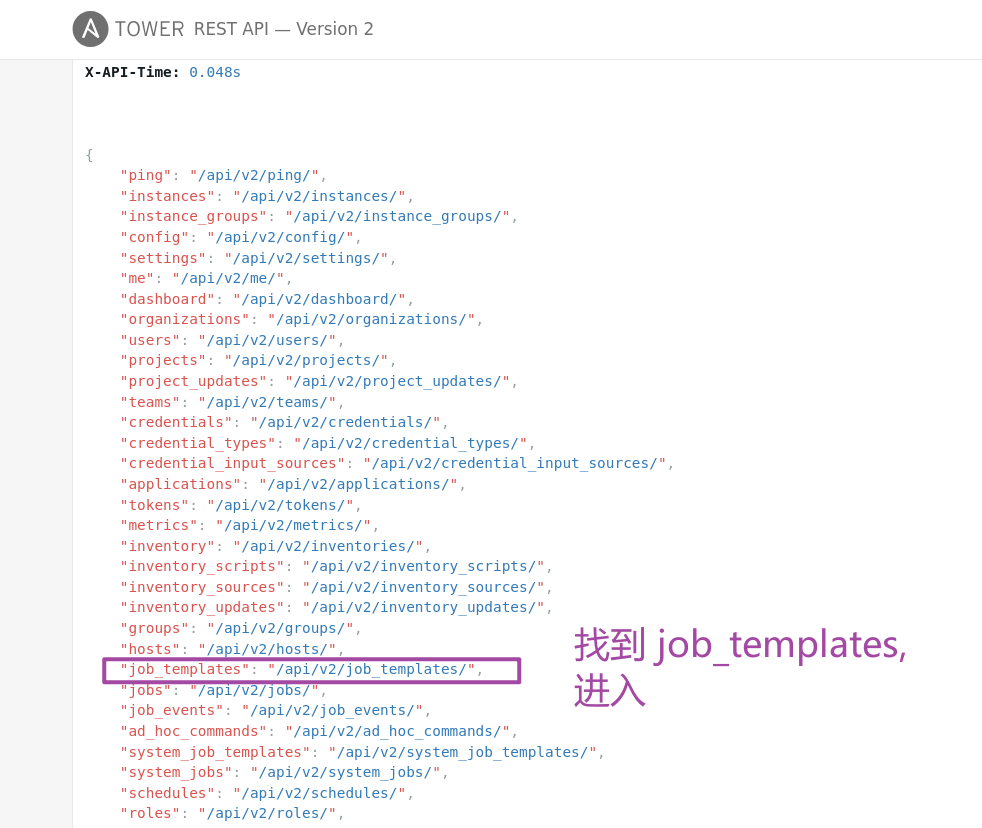 TOWER REST API — Version 2
X-API-Time: 0.048s
{
"ping": "/api/v2/ping/",
"instances": "/api/v2/instances/",
"instance_groups": "/api/v2/instance_groups/",
"config": "/api/v2/config/",
"settings": "/api/v2/settings/",
"me": "/api/v2/me/",
"dashboard": "/api/v2/dashboard/",
"organizations": "/api/v2/organizations/",
"users": "/api/v2/users/",
"projects": "/api/v2/projects/",
"project_updates": "/api/v2/project_updates/",
"teams": "/api/v2/teams/",
"credentials": "/api/v2/credentials/",
"credential_types": "/api/v2/credential_types/",
"credential_input_sources": "/api/v2/credential_input_sources/",
"applications": "/api/v2/applications/",
"tokens": "/api/v2/tokens/",
"metrics": "/api/v2/metrics/",
"inventory": "/api/v2/inventories/",
"inventory_scripts": "/api/v2/inventory_scripts/",
"inventory_sources": "/api/v2/inventory_sources/",
"inventory_updates": "/api/v2/inventory_updates/",
"groups": "/api/v2/groups/",
"hosts": "/api/v2/hosts/",
"job_templates": "/api/v2/job_templates/",
"jobs": "/api/v2/jobs/",
"job_events": "/api/v2/job_events/",
"ad_hoc_commands": "/api/v2/ad_hoc_commands/",
"system_job_templates": "/api/v2/system_job_templates/",
"system_jobs": "/api/v2/system_jobs/",
"schedules": "/api/v2/schedules/",
"roles": "/api/v2/roles/",
找到 job_templates,
进入